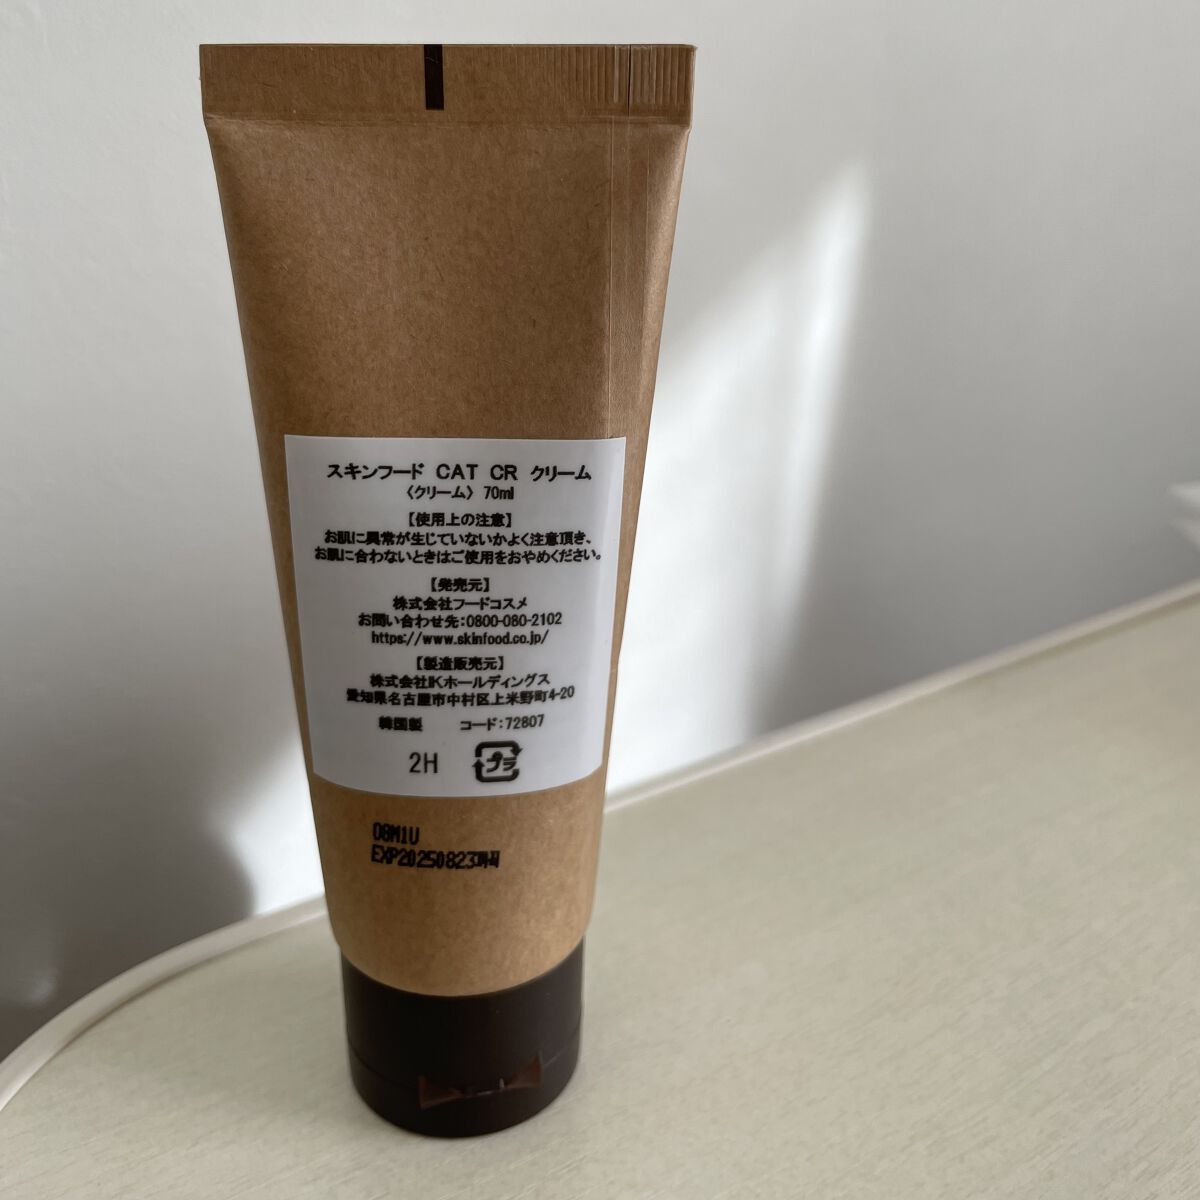 スキンフード CAT CR クリーム
〈クリーム〉 70ml
【使用上の注意】
お肌に異常が生じていないかよく注意頂き、
お肌に合わないときはご使用をおやめください。
【発売元】
株式会社フードコスメ
お問い合わせ先:0800-080-2102
https://www.skinfood.co.jp/
【製造販売元】
株式会社IKホールディングス
愛知県名古屋市中村区上米野町4-20
韓国製 コード:72807
2H プラ
08M1U
EXP20250823